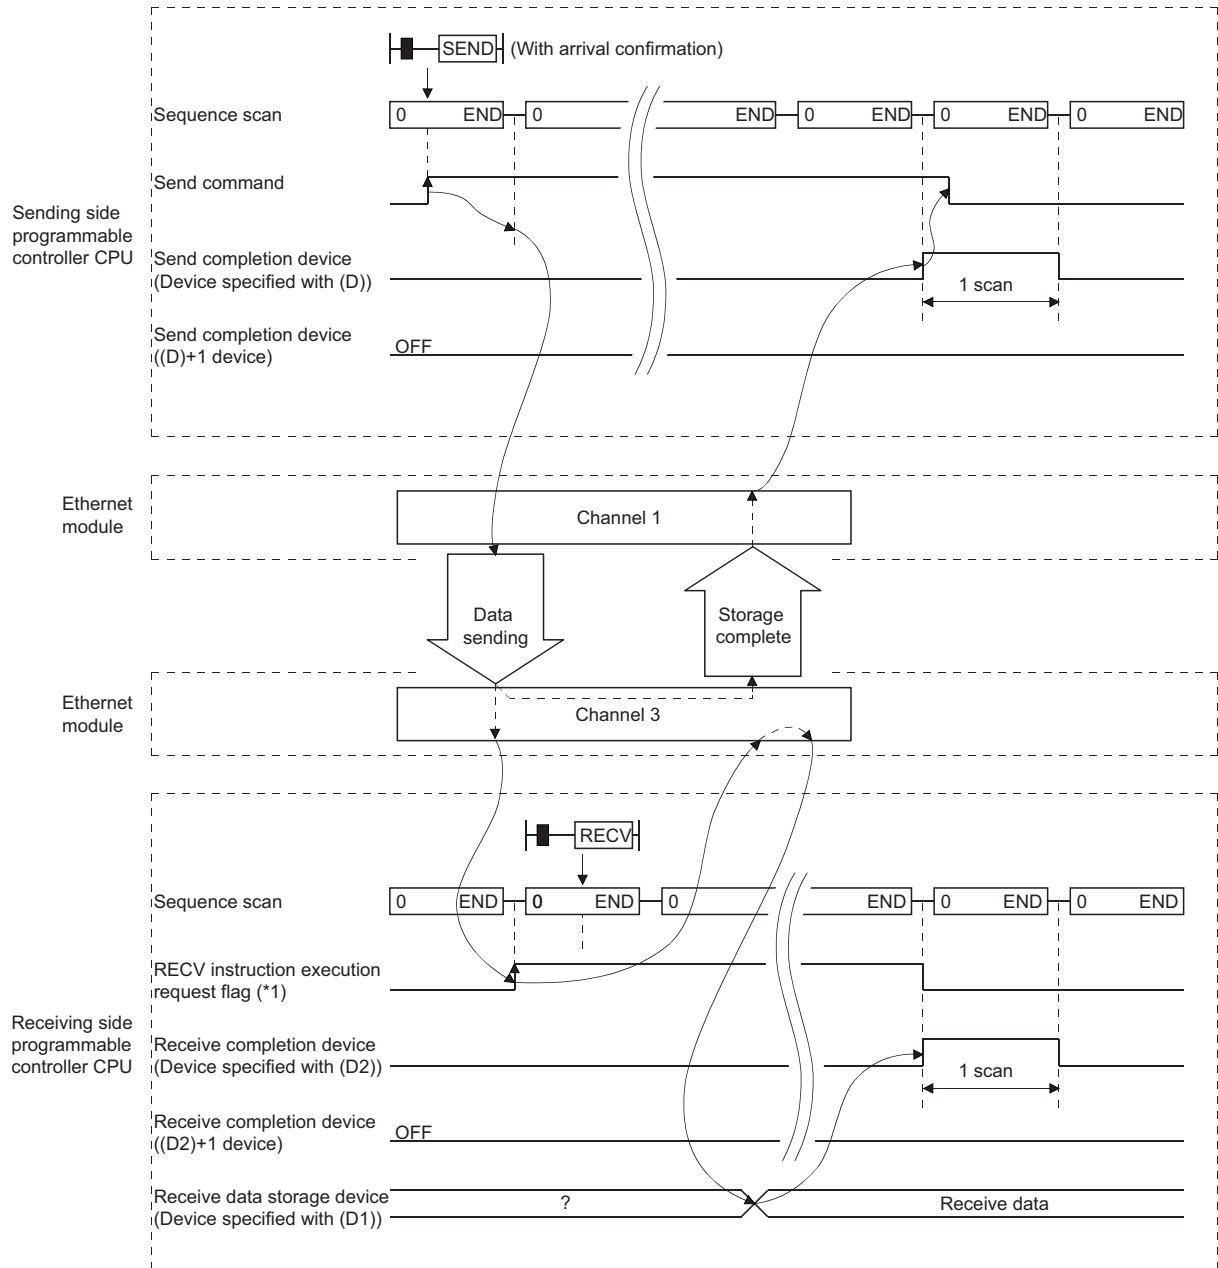 SEND (With arrival confirmation)
Sequence scan
0 END 0 END 0 END 0 END 0 END
Send command
Sending side
programmable
controller CPU
Send completion device
(Device specified with (D))
1 scan
Send completion device
((D)+1 device)
OFF
Ethernet
module
Channel 1
Data
sending
Storage
complete
Ethernet
module
Channel 3
RECV
Sequence scan
0 END 0 END 0 END 0 END 0 END
RECV instruction execution
request flag (*1)
Receiving side
programmable
controller CPU
Receive completion device
(Device specified with (D2))
1 scan
Receive completion device
((D2)+1 device)
OFF
Receive data storage device
(Device specified with (D1))
?
Receive data